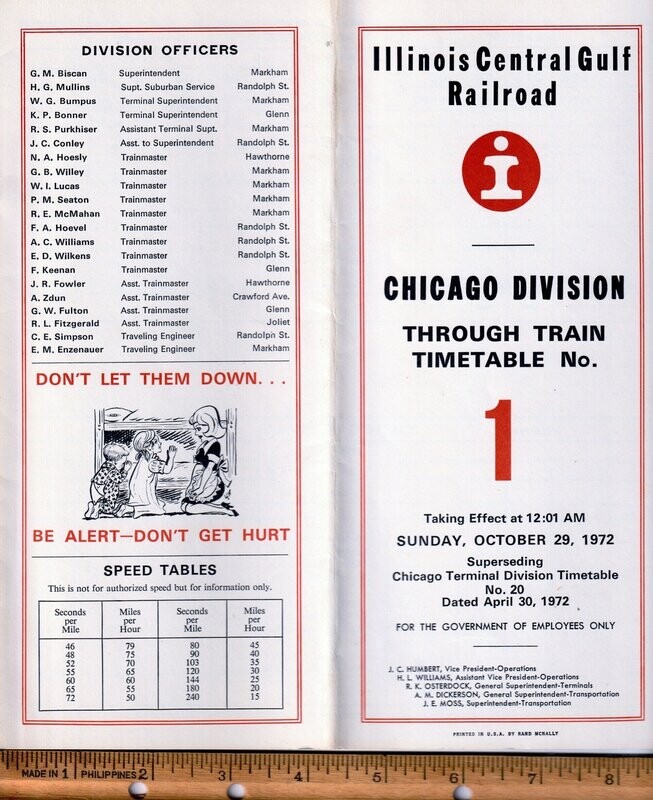 DIVISION OFFICERS
G. M. Biscan Superintendent Markham
H. G. Mullins Supt. Suburban Service Randolph St.
W. G. Bumpus Terminal Superintendent Markham
K. P. Bonner Terminal Superintendent Glenn
R. S. Purkhiser Assistant Terminal Supt. Markham
J. C. Conley Asst. to Superintendent Randolph St.
N. A. Hoesly Trainmaster Hawthorne
G. B. Willey Trainmaster Markham
W. I. Lucas Trainmaster Markham
P. M. Seaton Trainmaster Markham
R. E. McMahan Trainmaster Markham
F. A. Hoevel Trainmaster Randolph St.
A. C. Williams Trainmaster Randolph St.
E. D. Wilkens Trainmaster Randolph St.
F. Keenan Trainmaster Glenn
J. R. Fowler Asst. Trainmaster Hawthorne
A. Zdun Asst. Trainmaster Crawford Ave.
G. W. Fulton Asst. Trainmaster Glenn
R. L. Fitzgerald Asst. Trainmaster Joliet
C. E. Simpson Traveling Engineer Randolph St.
E. M. Enzenauer Traveling Engineer Markham
DON'T LET THEM DOWN. . .
BE ALERT—DON'T GET HURT
SPEED TABLES
This is not for authorized speed but for information only.
Seconds per Mile Miles per Hour Seconds per Mile Miles per Hour
46 79 80 45
48 75 90 40
52 70 103 35
55 65 120 30
60 60 144 25
65 55 180 20
72 50 240 15
Illinois Central Gulf
Railroad
i
CHICAGO DIVISION
THROUGH TRAIN
TIMETABLE No.
1
Taking Effect at 12:01 AM
SUNDAY, OCTOBER 29, 1972
Superseding
Chicago Terminal Division Timetable
No. 20
Dated April 30, 1972
FOR THE GOVERNMENT OF EMPLOYEES ONLY
J. C. HUMBERT, Vice President-Operations
H. L. WILLIAMS, Assistant Vice President-Operations
R. K. OSTERDOCK, General Superintendent-Terminals
A. M. DICKERSON, General Superintendent-Transportation
J. E. MOSS, Superintendent-Transportation
PRINTED IN U.S.A. BY RAND MCNALLY
MADE IN PHILIPPINES
1 2 3 4 5 6 7 8